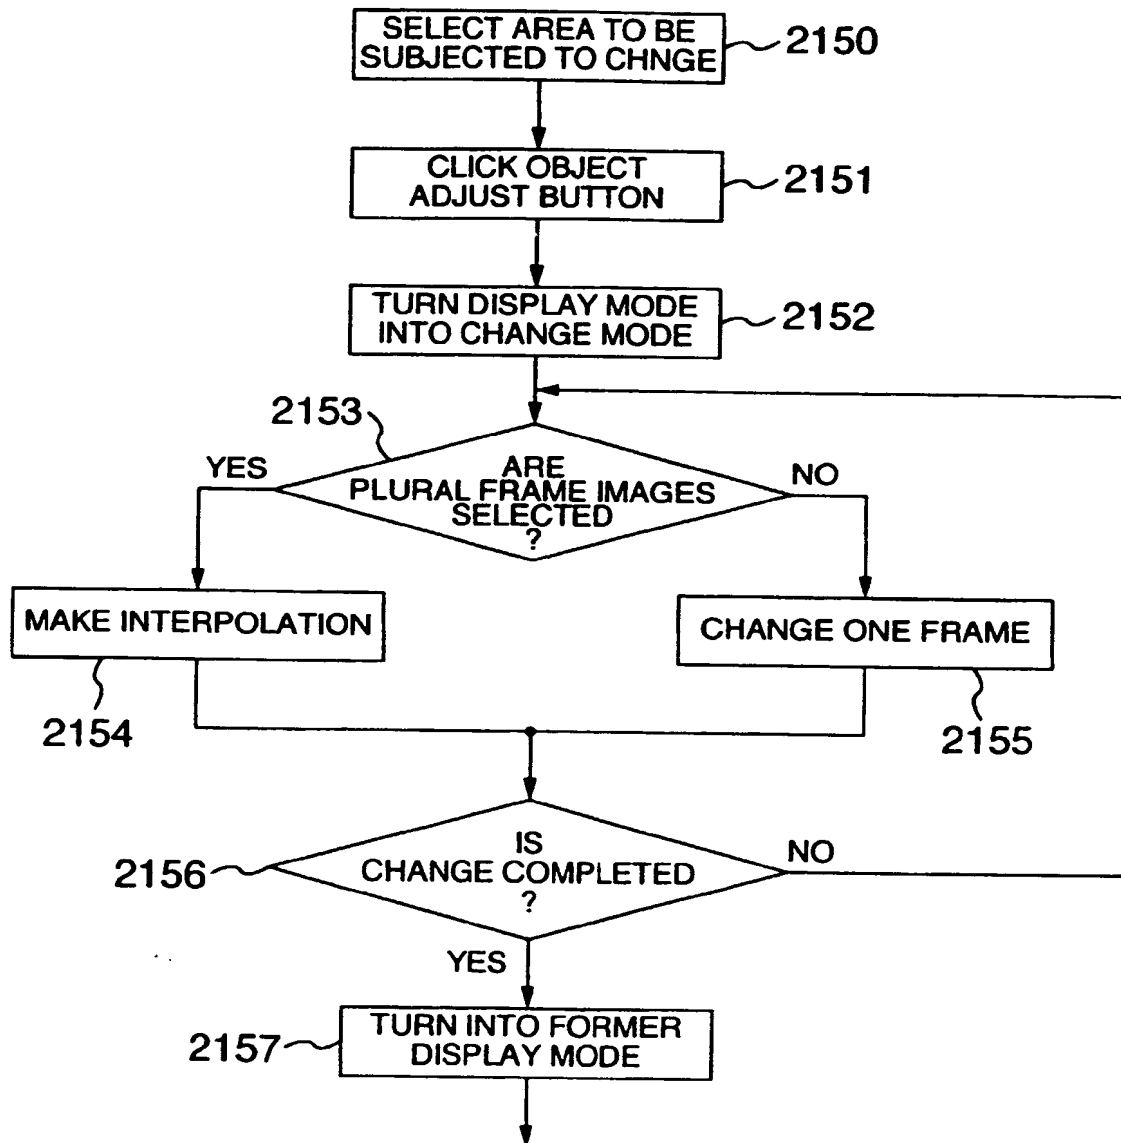 SELECT AREA TO BE
SUBJECTED TO CHNGE
2150
CLICK OBJECT
ADJUST BUTTON
2151
TURN DISPLAY MODE
INTO CHANGE MODE
2152
2153
YES
ARE
PLURAL FRAME IMAGES
SELECTED
?
NO
MAKE INTERPOLATION
CHANGE ONE FRAME
2154
2155
IS
CHANGE COMPLETED
?
2156
NO
YES
TURN INTO FORMER
DISPLAY MODE
2157